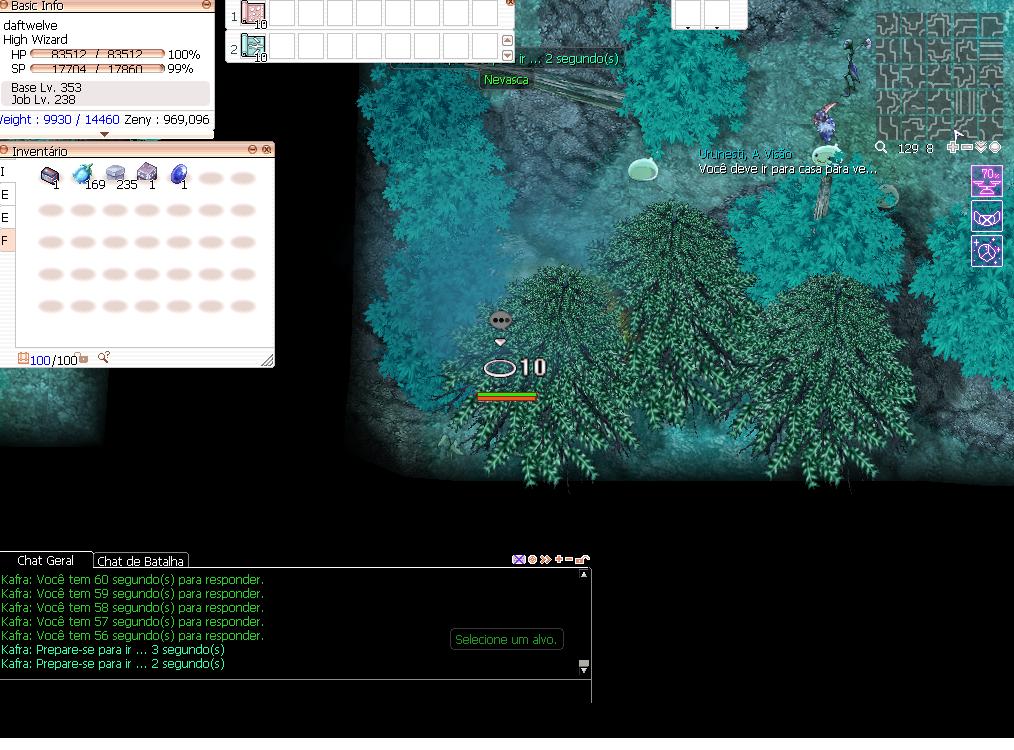 Basic Info
daftwelve
High Wizard
HP 83512 / 83512 100%
SP 17704 / 17860 99%
Base Lv. 353
Job Lv. 238
Weight : 9930 / 14460 Zeny : 969,096
1 10
2 10
ir ... 2 segundo(s)
Nevasca
Urunesti, A Visão
Você deve ir para casa para ve...
129 8
70%
Inventário
I
E
E
F
1 169 235 1 1
100/100
10
Chat Geral
Chat de Batalha
Kafra: Você tem 60 segundo(s) para responder.
Kafra: Você tem 59 segundo(s) para responder.
Kafra: Você tem 58 segundo(s) para responder.
Kafra: Você tem 57 segundo(s) para responder.
Kafra: Você tem 56 segundo(s) para responder.
Kafra: Prepare-se para ir ... 3 segundo(s)
Kafra: Prepare-se para ir ... 2 segundo(s)
Selecione um alvo.